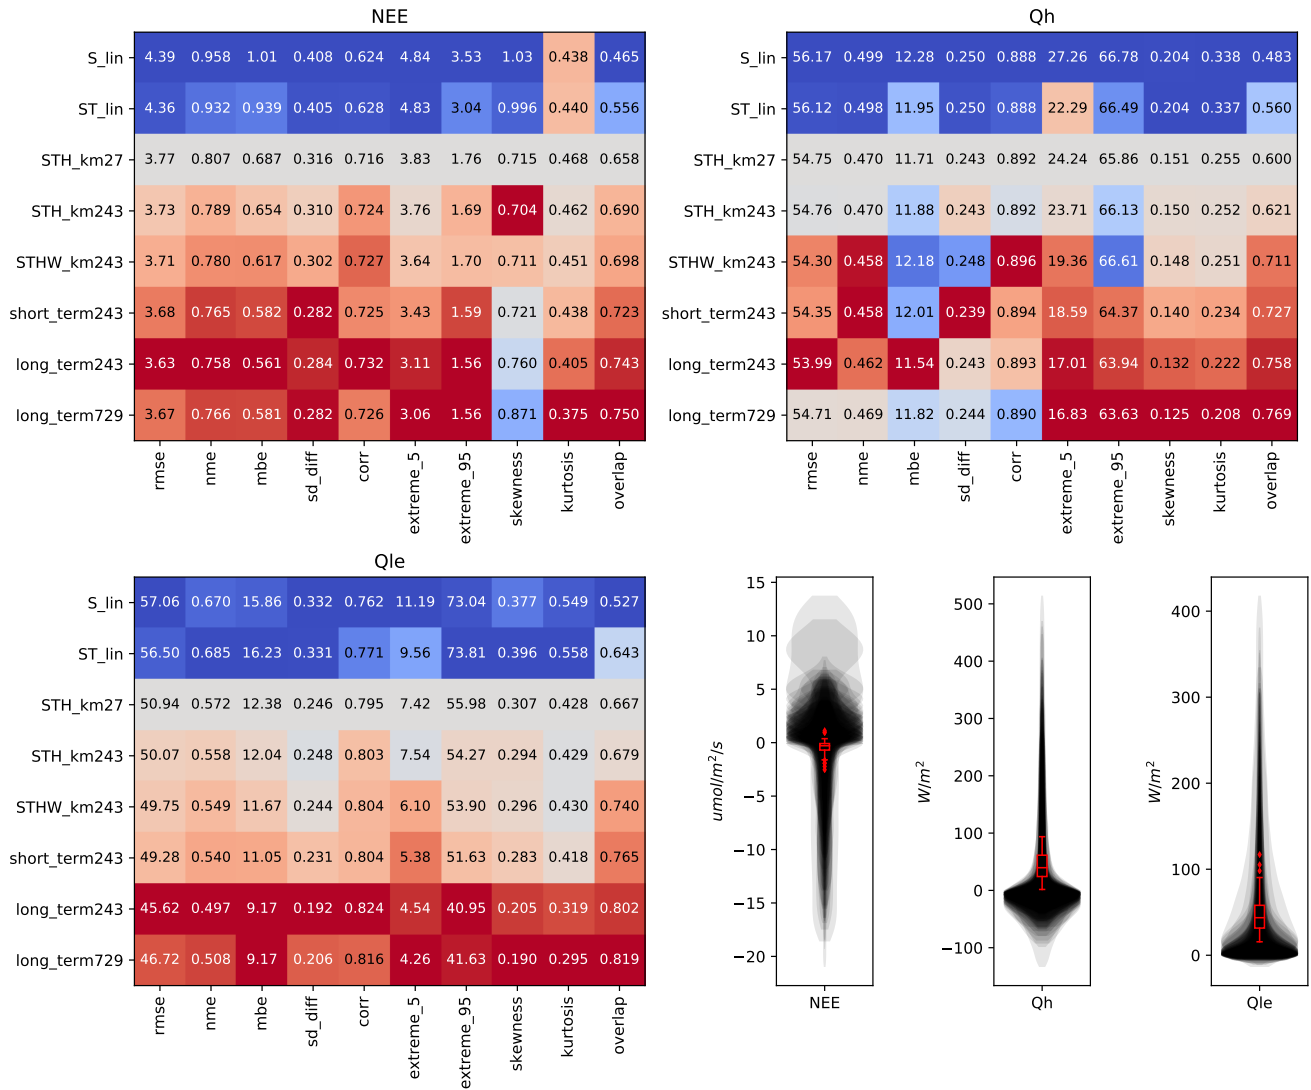 NEE
S_lin 4.39 0.958 1.01 0.408 0.624 4.84 3.53 1.03 0.438 0.465
ST_lin 4.36 0.932 0.939 0.405 0.628 4.83 3.04 0.996 0.440 0.556
STH_km27 3.77 0.807 0.687 0.316 0.716 3.83 1.76 0.715 0.468 0.658
STH_km243 3.73 0.789 0.654 0.310 0.724 3.76 1.69 0.704 0.462 0.690
STHW_km243 3.71 0.780 0.617 0.302 0.727 3.64 1.70 0.711 0.451 0.698
short_term243 3.68 0.765 0.582 0.282 0.725 3.43 1.59 0.721 0.438 0.723
long_term243 3.63 0.758 0.561 0.284 0.732 3.11 1.56 0.760 0.405 0.743
long_term729 3.67 0.766 0.581 0.282 0.726 3.06 1.56 0.871 0.375 0.750
rmse nme mbe sd_diff corr extreme_5 extreme_95 skewness kurtosis overlap
Qh
S_lin 56.17 0.499 12.28 0.250 0.888 27.26 66.78 0.204 0.338 0.483
ST_lin 56.12 0.498 11.95 0.250 0.888 22.29 66.49 0.204 0.337 0.560
STH_km27 54.75 0.470 11.71 0.243 0.892 24.24 65.86 0.151 0.255 0.600
STH_km243 54.76 0.470 11.88 0.243 0.892 23.71 66.13 0.150 0.252 0.621
STHW_km243 54.30 0.458 12.18 0.248 0.896 19.36 66.61 0.148 0.251 0.711
short_term243 54.35 0.458 12.01 0.239 0.894 18.59 64.37 0.140 0.234 0.727
long_term243 53.99 0.462 11.54 0.243 0.893 17.01 63.94 0.132 0.222 0.758
long_term729 54.71 0.469 11.82 0.244 0.890 16.83 63.63 0.125 0.208 0.769
rmse nme mbe sd_diff corr extreme_5 extreme_95 skewness kurtosis overlap
Qle
S_lin 57.06 0.670 15.86 0.332 0.762 11.19 73.04 0.377 0.549 0.527
ST_lin 56.50 0.685 16.23 0.331 0.771 9.56 73.81 0.396 0.558 0.643
STH_km27 50.94 0.572 12.38 0.246 0.795 7.42 55.98 0.307 0.428 0.667
STH_km243 50.07 0.558 12.04 0.248 0.803 7.54 54.27 0.294 0.429 0.679
STHW_km243 49.75 0.549 11.67 0.244 0.804 6.10 53.90 0.296 0.430 0.740
short_term243 49.28 0.540 11.05 0.231 0.804 5.38 51.63 0.283 0.418 0.765
long_term243 45.62 0.497 9.17 0.192 0.824 4.54 40.95 0.205 0.319 0.802
long_term729 46.72 0.508 9.17 0.206 0.816 4.26 41.63 0.190 0.295 0.819
rmse nme mbe sd_diff corr extreme_5 extreme_95 skewness kurtosis overlap
umol/m²/s
15
10
5
0
−5
−10
−15
−20
NEE
W/m²
500
400
300
200
100
0
−100
Qh
W/m²
400
300
200
100
0
Qle